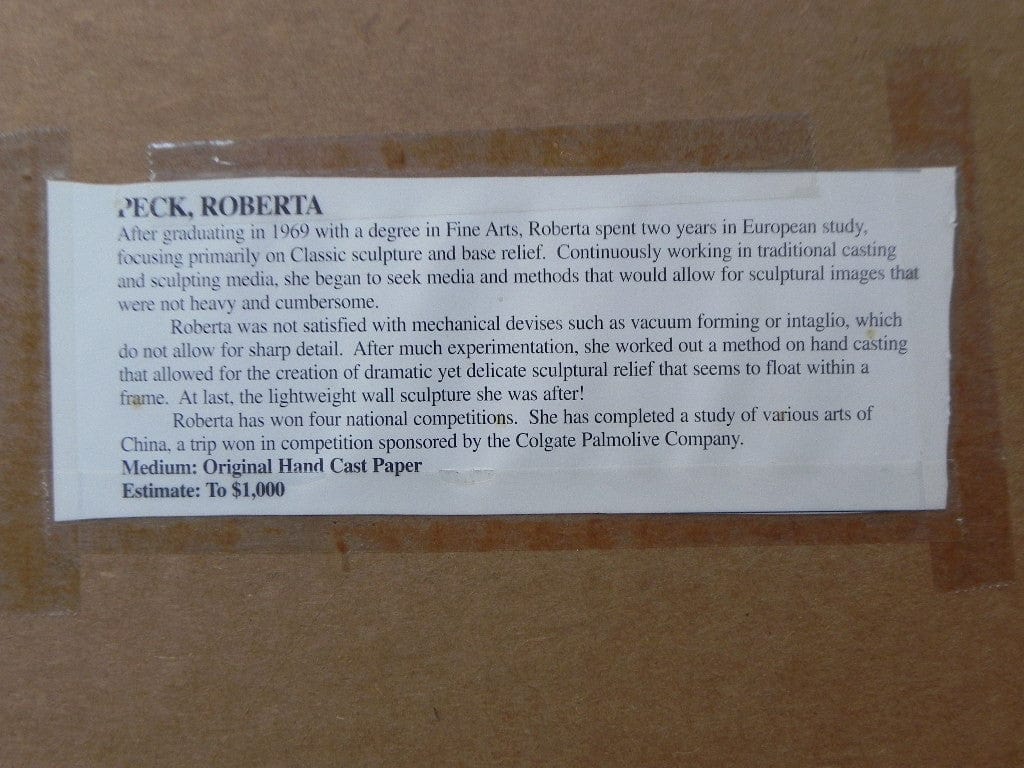 PECK, ROBERTA
After graduating in 1969 with a degree in Fine Arts, Roberta spent two years in European study,
focusing primarily on Classic sculpture and base relief. Continuously working in traditional casting
and sculpting media, she began to seek media and methods that would allow for sculptural images that
were not heavy and cumbersome.
Roberta was not satisfied with mechanical devises such as vacuum forming or intaglio, which
do not allow for sharp detail. After much experimentation, she worked out a method on hand casting
that allowed for the creation of dramatic yet delicate sculptural relief that seems to float within a
frame. At last, the lightweight wall sculpture she was after!
Roberta has won four national competitions. She has completed a study of various arts of
China, a trip won in competition sponsored by the Colgate Palmolive Company.
Medium: Original Hand Cast Paper
Estimate: To $1,000